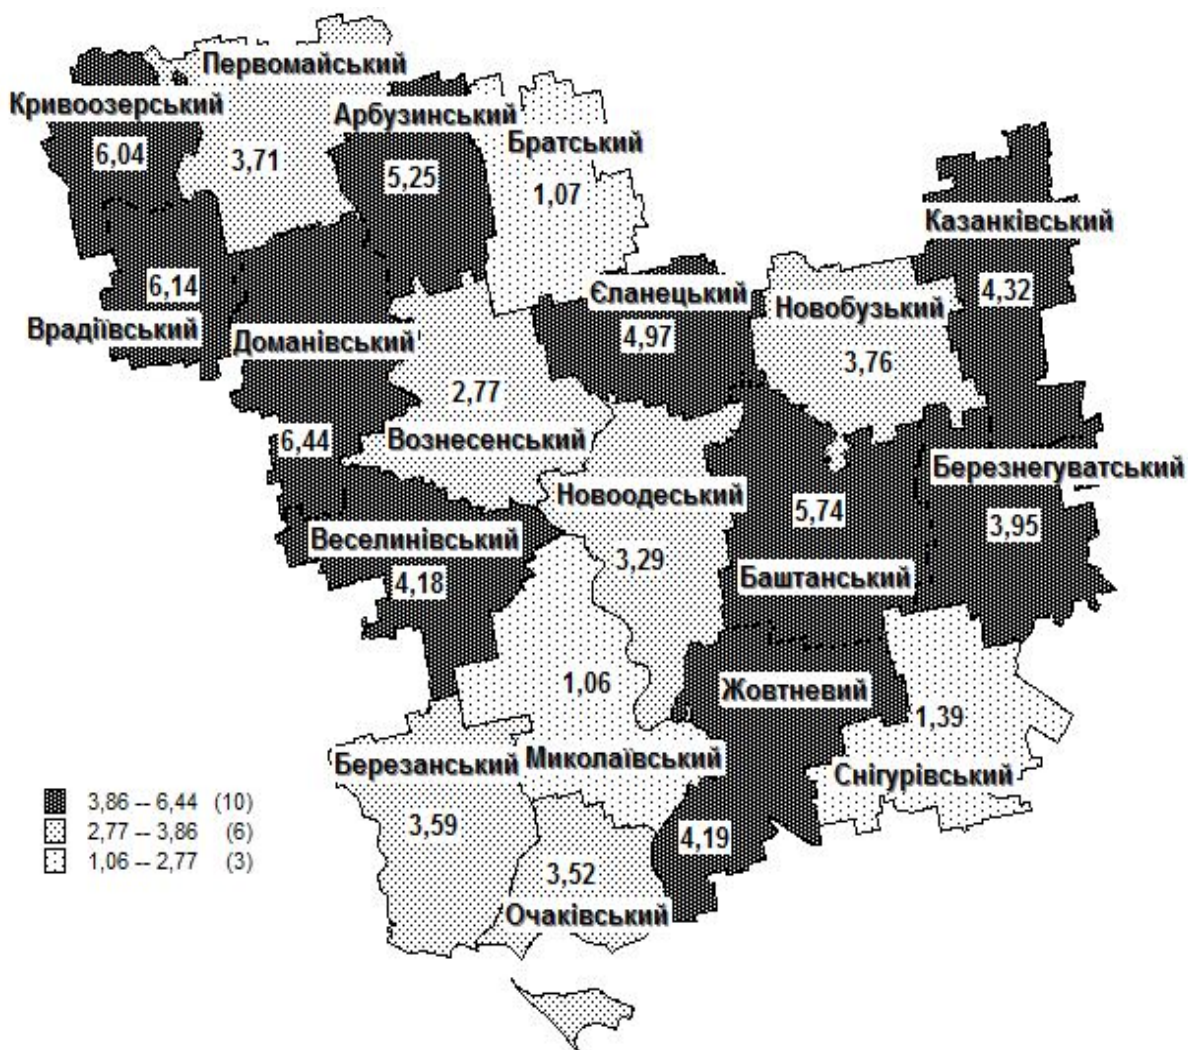 Первомайський
Кривоозерський
Арбузинський
Братський
6,04
3,71
5,25
1,07
Казанківський
6,14
Єланецький
4,32
Новобузький
Врадіївський
Доманівський
4,97
3,76
2,77
6,44
Вознесенський
Березнегуватський
Новоодеський
5,74
3,95
Веселинівський
3,29
4,18
Баштанський
1,06
Жовтневий
1,39
Березанський
Миколаївський
Снігурівський
3,86 – 6,44 (10)
2,77 – 3,86 (6)
1,06 – 2,77 (3)
3,59
4,19
3,52
Очаківський